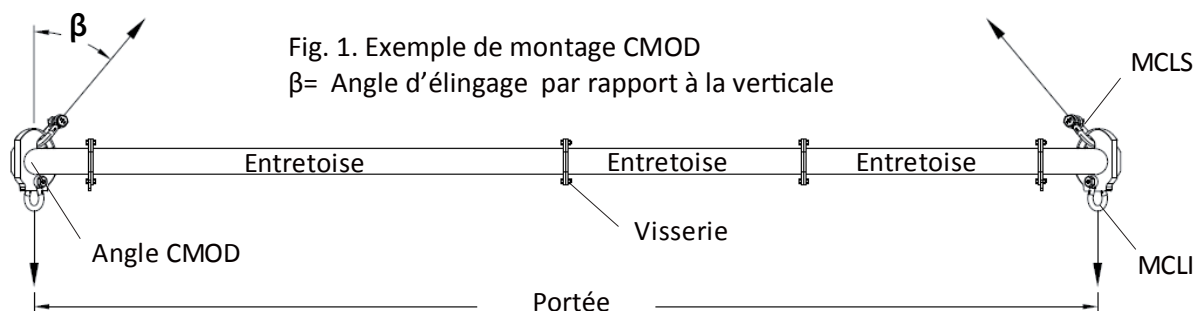 β
Fig. 1. Exemple de montage CMOD
β= Angle d'élingage par rapport à la verticale
MCLS
Entretoise
Entretoise
Entretoise
Visserie
Angle CMOD
MCLI
Portée